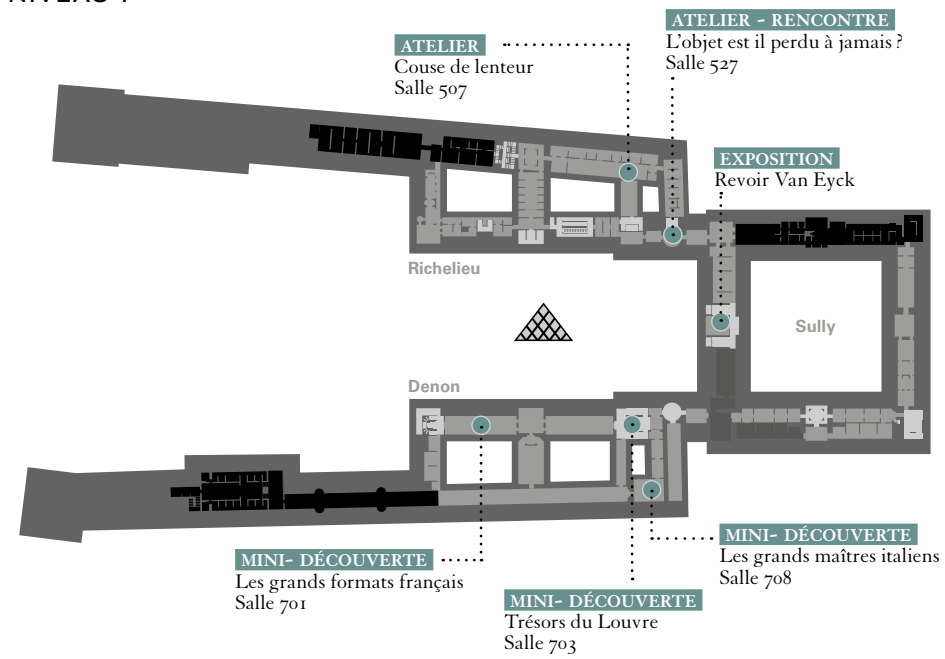 NIVEAU 1
ATELIER - RENCONTRE
L'objet est il perdu à jamais ?
Salle 527
ATELIER
Couse de lenteur
Salle 507
EXPOSITION
Revoir Van Eyck
Richelieu
Sully
Denon
MINI- DÉCOUVERTE
Les grands maîtres italiens
Salle 708
MINI- DÉCOUVERTE
Les grands formats français
Salle 701
MINI- DÉCOUVERTE
Trésors du Louvre
Salle 703